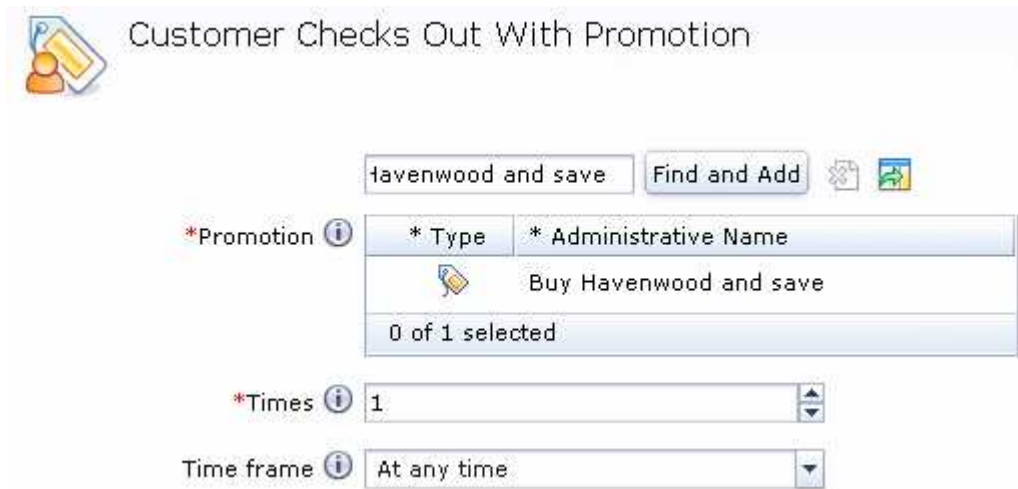 Customer Checks Out With Promotion
Havenwood and save Find and Add
*Promotion
* Type * Administrative Name
Buy Havenwood and save
0 of 1 selected
*Times 1
Time frame At any time